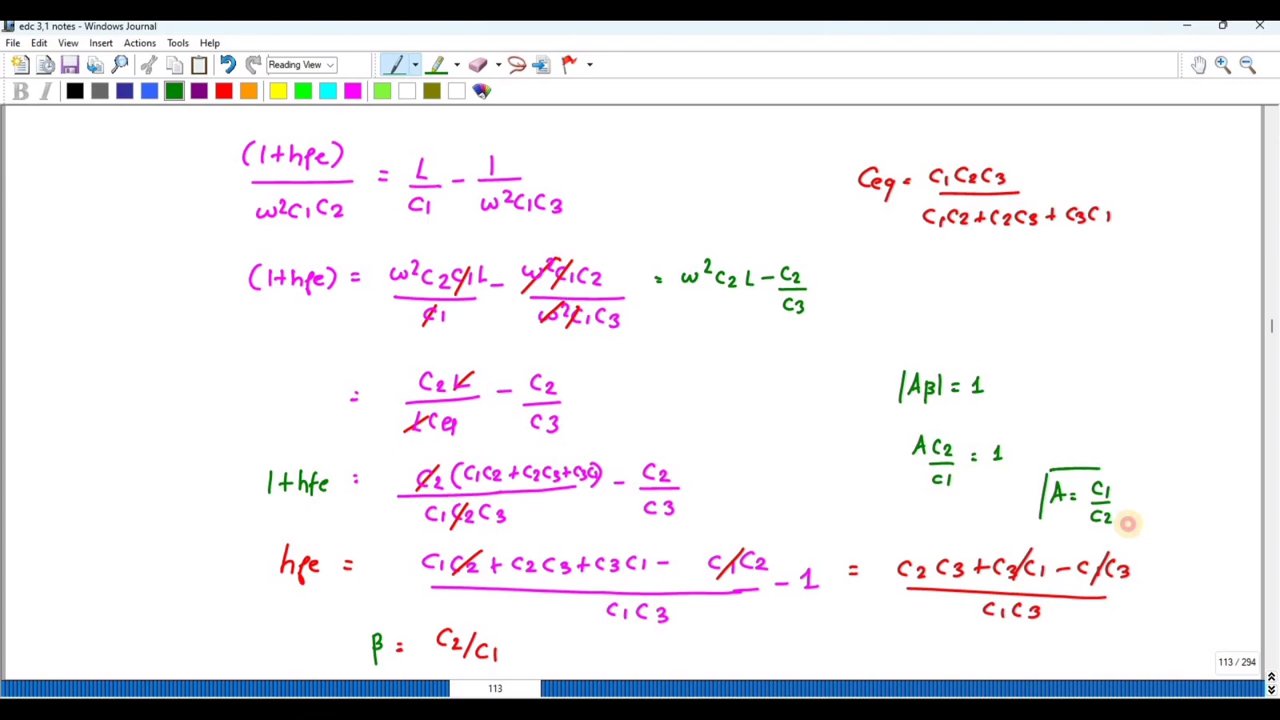 edc 3,1 notes - Windows Journal
File Edit View Insert Actions Tools Help
Reading View
B I
(1+hfe) / ω²C1C2 = L/C1 - 1/ω²C1C3
Ceq = C1C2C3 / C1C2+C2C3+C3C1
(1+hfe) = ω²C2C1L / C1 - ω²C1C2 / ω²C1C3 = ω²C2L - C2/C3
= C2L / LCeq - C2/C3
|Aβ| = 1
AC2/C1 = 1
1+hfe = C2(C1C2+C2C3+C3C1) / C1C2C3 - C2/C3
A = C1/C2
hfe = C1C2+C2C3+C3C1 - C1C2 / C1C3 - 1 = C2C3+C3C1-C1C3 / C1C3
β = C2/C1
113 / 294
113